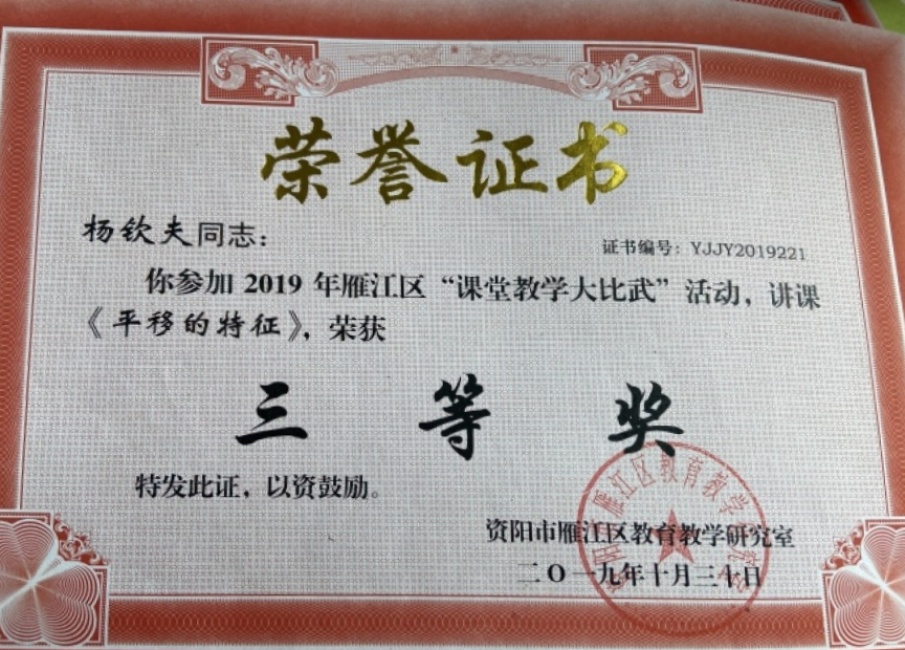 荣誉证书
杨钦夫同志：
证书编号：YJJY2019221
你参加 2019 年雁江区“课堂教学大比武”活动，讲课
《平移的特征》，荣获
三等奖
特发此证，以资鼓励。
资阳市雁江区教育教学研究室
二〇一九年十月三十日